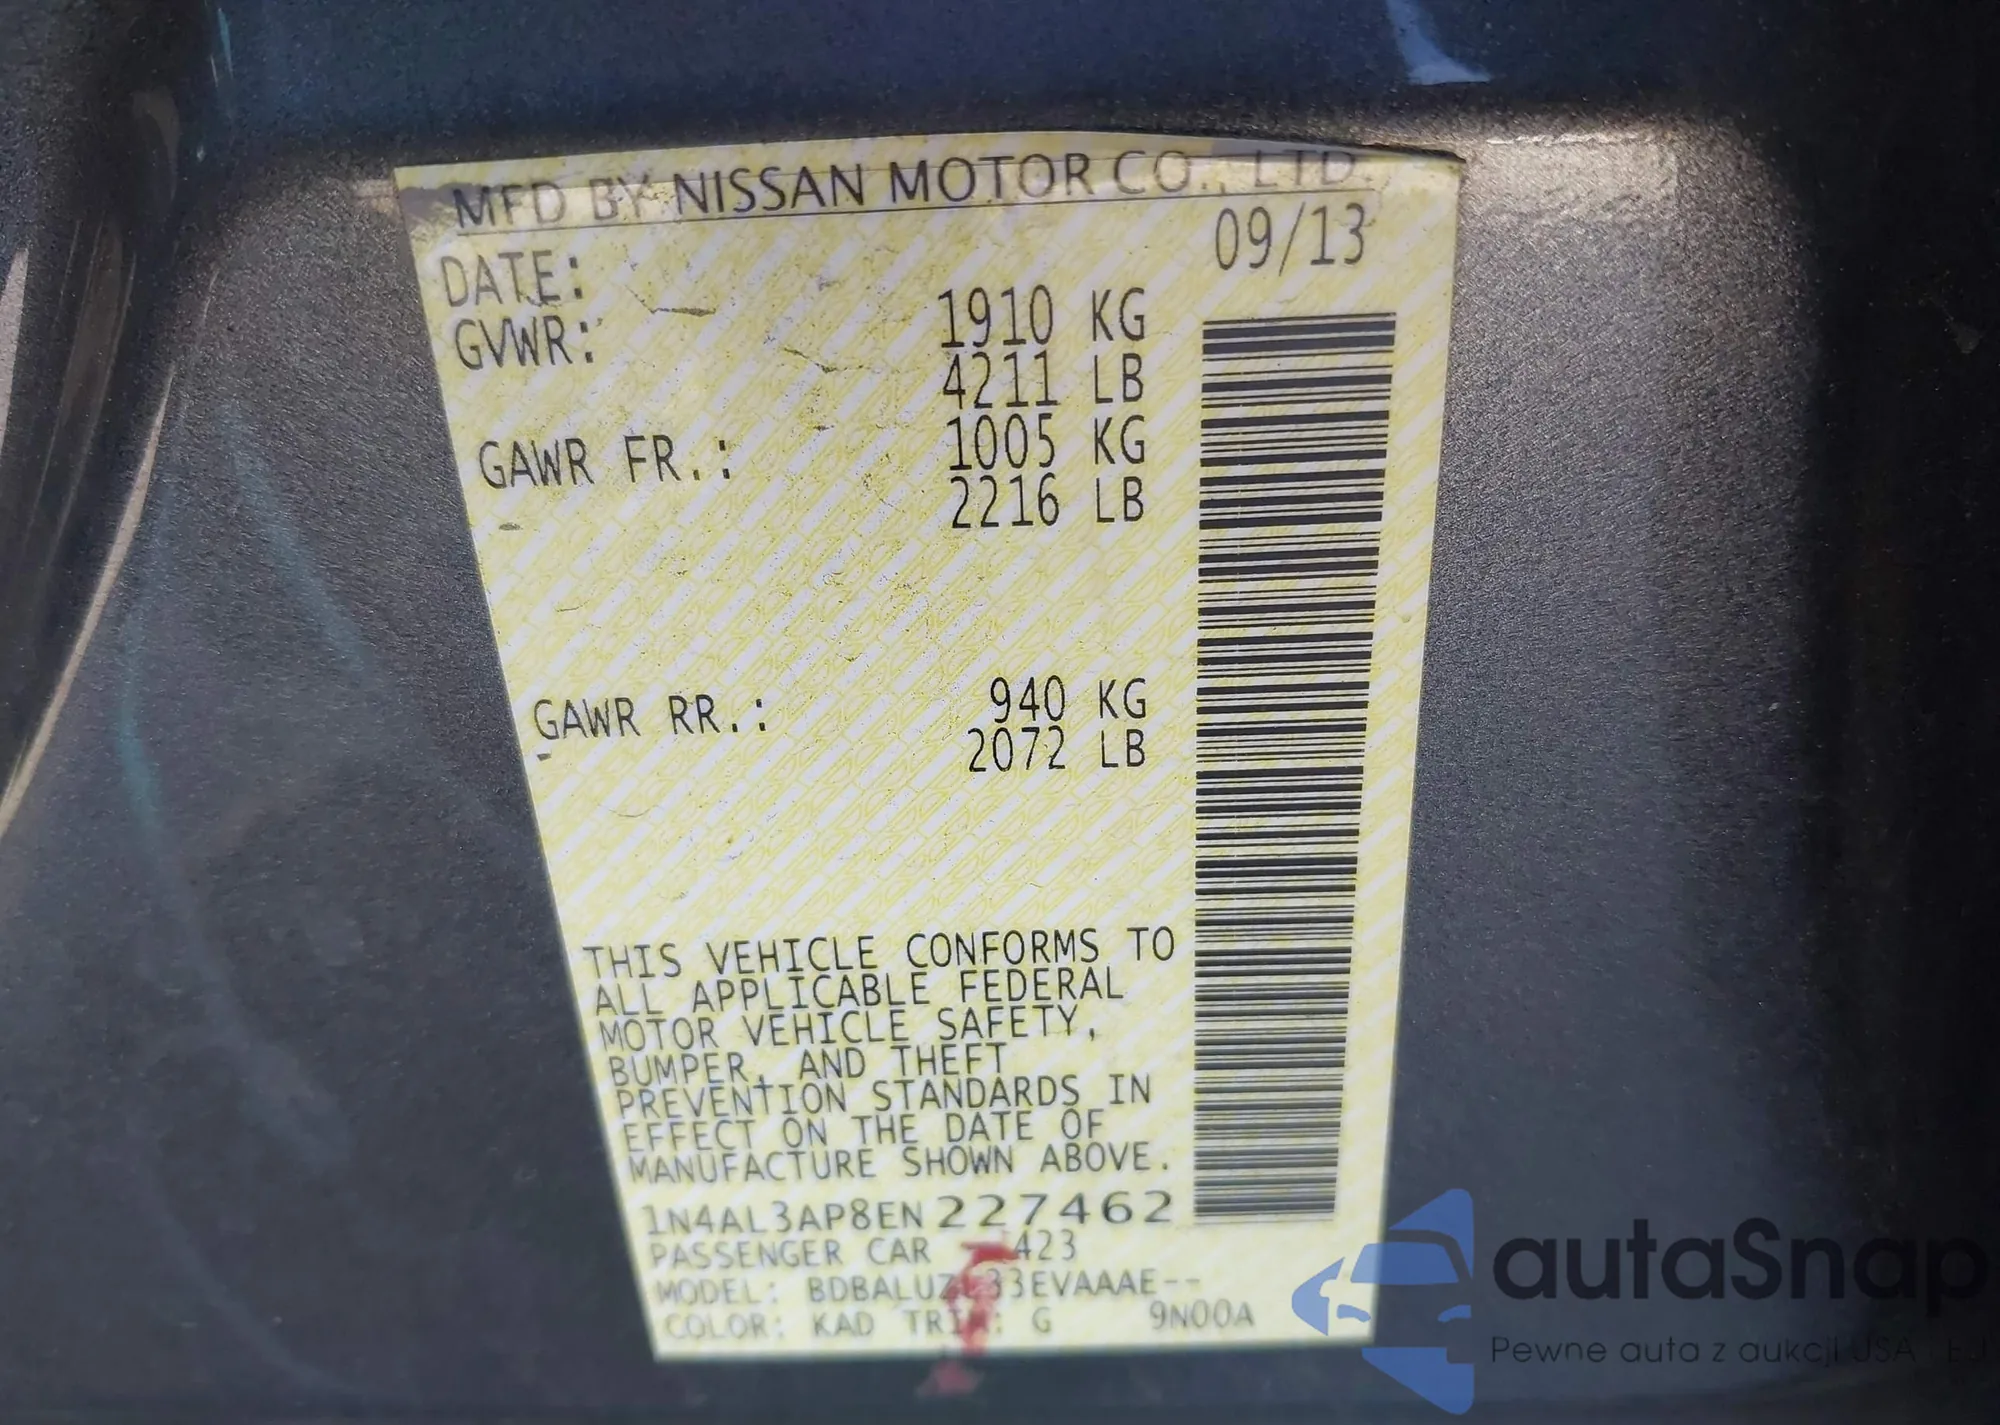 MFD BY NISSAN MOTOR CO., LTD.
DATE: 09/13
GVWR: 1910 KG
4211 LB
GAWR FR.: 1005 KG
2216 LB
GAWR RR.: 940 KG
2072 LB
THIS VEHICLE CONFORMS TO
ALL APPLICABLE FEDERAL
MOTOR VEHICLE SAFETY,
BUMPER, AND THEFT
PREVENTION STANDARDS IN
EFFECT ON THE DATE OF
MANUFACTURE SHOWN ABOVE.
1N4AL3AP8EN227462
PASSENGER CAR
MODEL:
COLOR: KAD TRIM: G 9N00A
autaSnap
Pewne auta z aukcji USA i EU